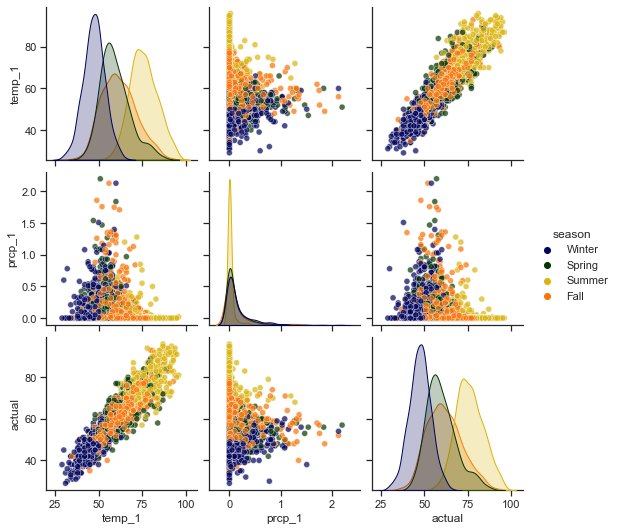 80
60
40
temp_1
2.0
1.5
1.0
0.5
0.0
prcp_1
season
Winter
Spring
Summer
Fall
80
60
40
actual
25 50 75 100
temp_1
0 1 2
prcp_1
25 50 75 100
actual